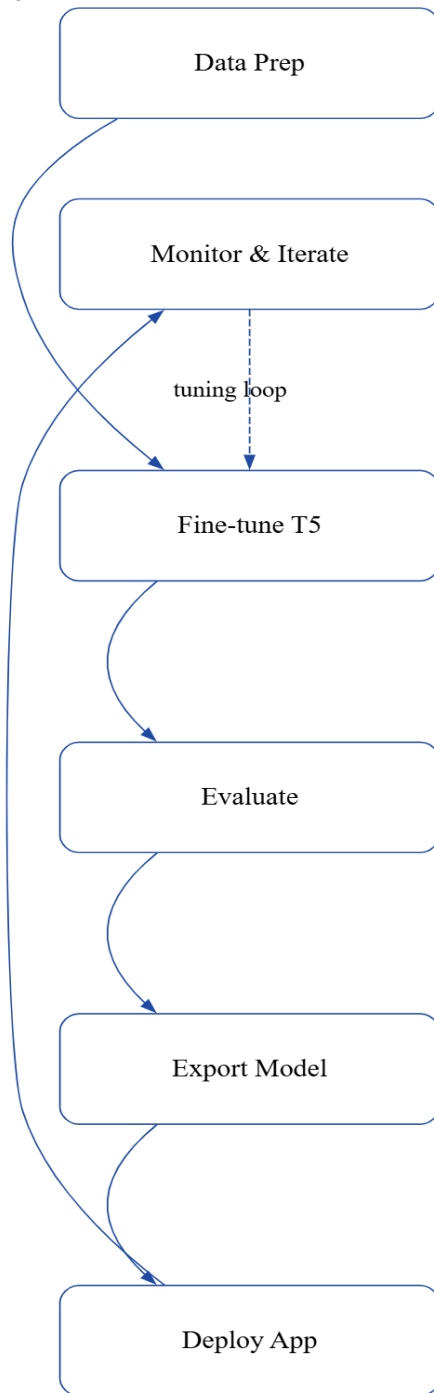 Data Prep
Monitor & Iterate
tuning loop
Fine-tune T5
Evaluate
Export Model
Deploy App